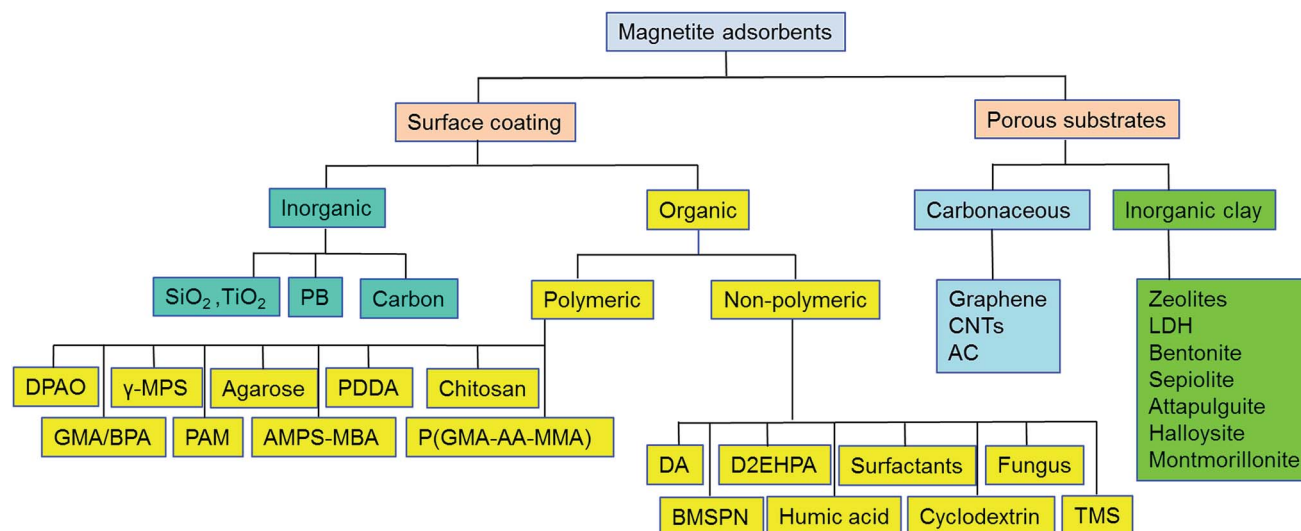 Magnetite adsorbents
Surface coating
Porous substrates
Inorganic
Organic
Carbonaceous
Inorganic clay
SiO₂ ,TiO₂
PB
Carbon
Polymeric
Non-polymeric
Graphene
CNTs
AC
Zeolites
LDH
Bentonite
Sepiolite
Attapulguite
Halloysite
Montmorillonite
DPAO
γ-MPS
Agarose
PDDA
Chitosan
GMA/BPA
PAM
AMPS-MBA
P(GMA-AA-MMA)
DA
D2EHPA
Surfactants
Fungus
BMSPN
Humic acid
Cyclodextrin
TMS